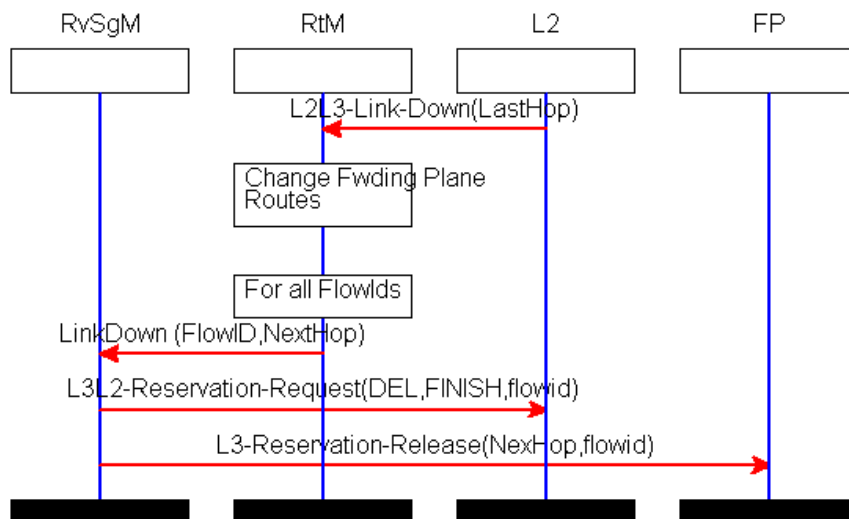 RvSgM RtM L2 FP
L2L3-Link-Down(LastHop)
Change Fwding Plane
Routes
For all FlowIds
LinkDown (FlowID,NextHop)
L3L2-Reservation-Request(DEL,FINISH,flowid)
L3-Reservation-Release(NexHop,flowid)